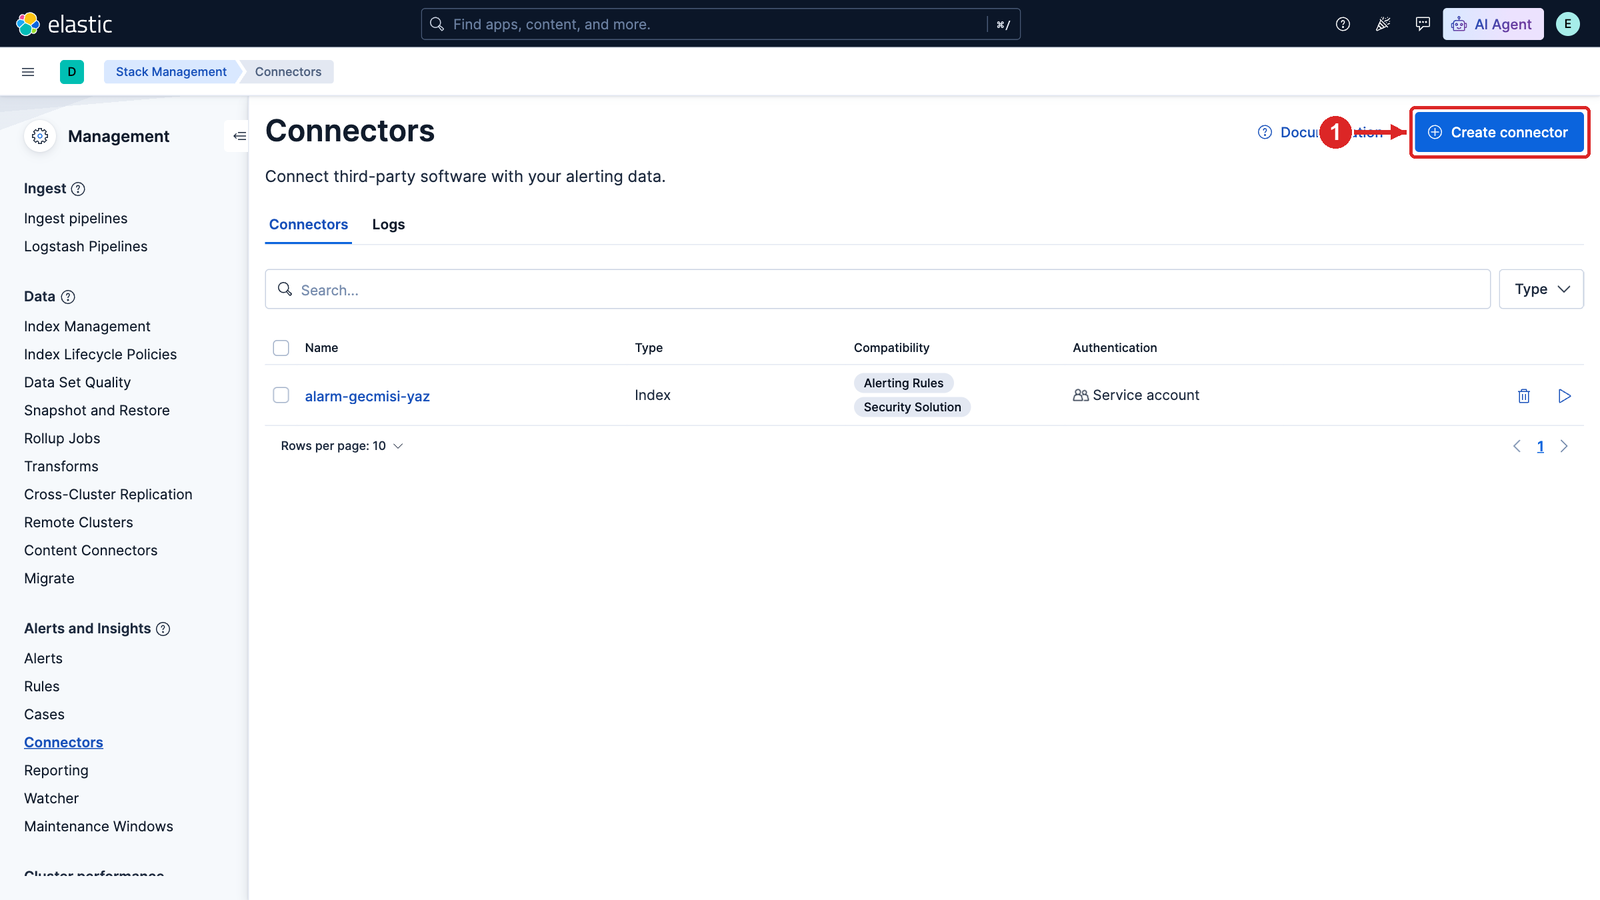 elastic
Find apps, content, and more.
⌘/
AI Agent
E
D
Stack Management
Connectors
Management
Ingest
Ingest pipelines
Logstash Pipelines
Data
Index Management
Index Lifecycle Policies
Data Set Quality
Snapshot and Restore
Rollup Jobs
Transforms
Cross-Cluster Replication
Remote Clusters
Content Connectors
Migrate
Alerts and Insights
Alerts
Rules
Cases
Connectors
Reporting
Watcher
Maintenance Windows
Cluster performance
Connectors
1
Create connector
Connect third-party software with your alerting data.
Connectors Logs
Search...
Type
Name Type Compatibility Authentication
alarm-gecmisi-yaz Index Alerting Rules Service account
Security Solution
Rows per page: 10
1